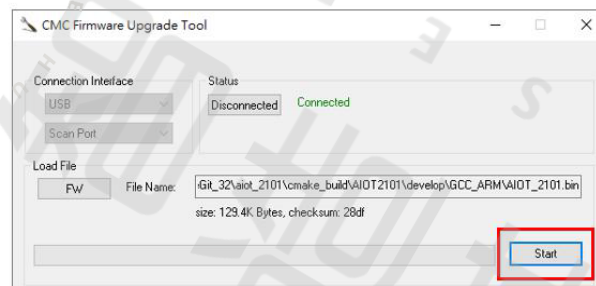 CMC Firmware Upgrade Tool
Connection Interface
USB
Scan Port
Status
Disconnected Connected
Load File
FW File Name: Git_32\aiot_2101\cmake_build\AIOT2101\develop\GCC_ARM\AIOT_2101.bin
size: 129.4K Bytes, checksum: 28df
Start